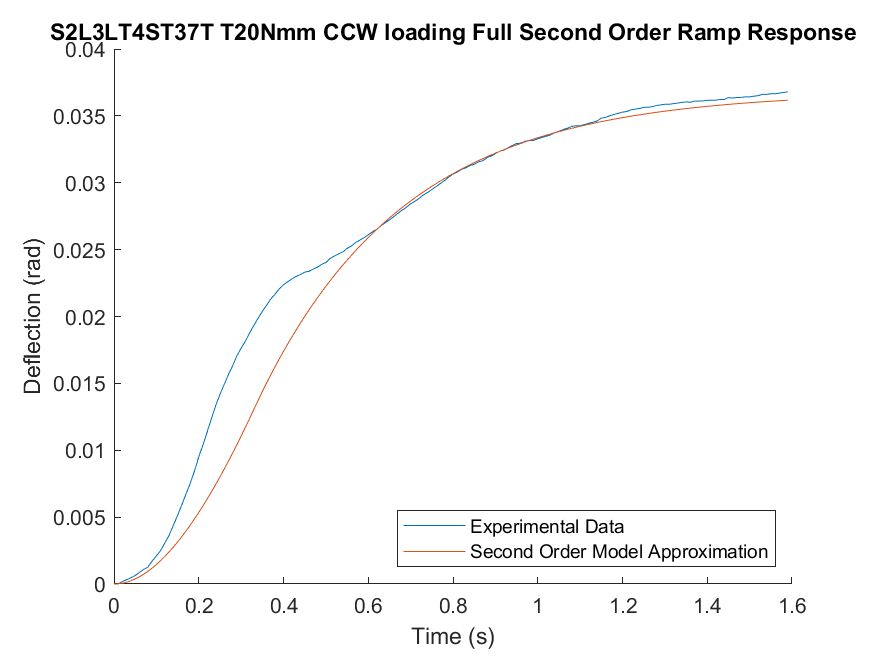 S2L3LT4ST37T T20Nmm CCW loading Full Second Order Ramp Response
0.04
0.035
0.03
0.025
0.02
0.015
0.01
0.005
0
Deflection (rad)
Experimental Data
Second Order Model Approximation
0 0.2 0.4 0.6 0.8 1 1.2 1.4 1.6
Time (s)